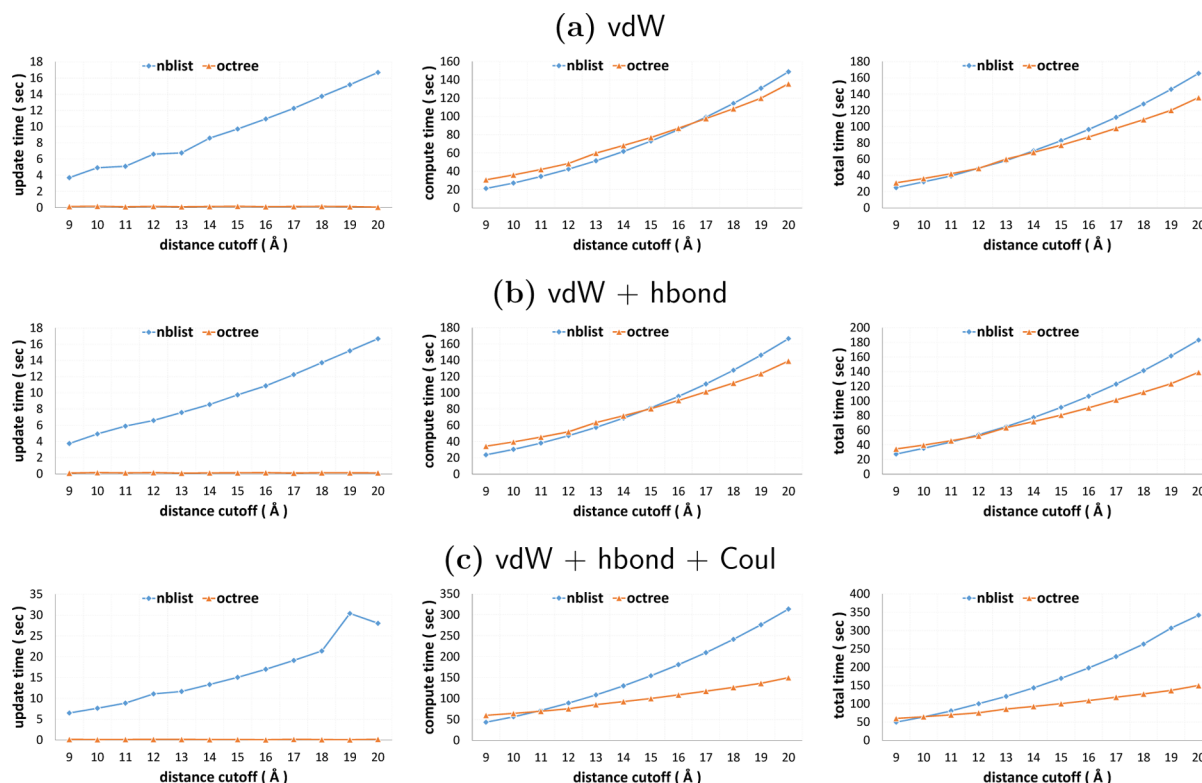 (a) vdW
update time ( sec )
18
16
14
12
10
8
6
4
2
0
nblist
octree
9 10 11 12 13 14 15 16 17 18 19 20
distance cutoff ( Å )
compute time ( sec )
160
140
120
100
80
60
40
20
0
nblist
octree
9 10 11 12 13 14 15 16 17 18 19 20
distance cutoff ( Å )
total time ( sec )
180
160
140
120
100
80
60
40
20
0
nblist
octree
9 10 11 12 13 14 15 16 17 18 19 20
distance cutoff ( Å )
(b) vdW + hbond
update time ( sec )
18
16
14
12
10
8
6
4
2
0
nblist
octree
9 10 11 12 13 14 15 16 17 18 19 20
distance cutoff ( Å )
compute time ( sec )
180
160
140
120
100
80
60
40
20
0
nblist
octree
9 10 11 12 13 14 15 16 17 18 19 20
distance cutoff ( Å )
total time ( sec )
200
180
160
140
120
100
80
60
40
20
0
nblist
octree
9 10 11 12 13 14 15 16 17 18 19 20
distance cutoff ( Å )
(c) vdW + hbond + Coul
update time ( sec )
35
30
25
20
15
10
5
0
nblist
octree
9 10 11 12 13 14 15 16 17 18 19 20
distance cutoff ( Å )
compute time ( sec )
350
300
250
200
150
100
50
0
nblist
octree
9 10 11 12 13 14 15 16 17 18 19 20
distance cutoff ( Å )
total time ( sec )
400
350
300
250
200
150
100
50
0
nblist
octree
9 10 11 12 13 14 15 16 17 18 19 20
distance cutoff ( Å )